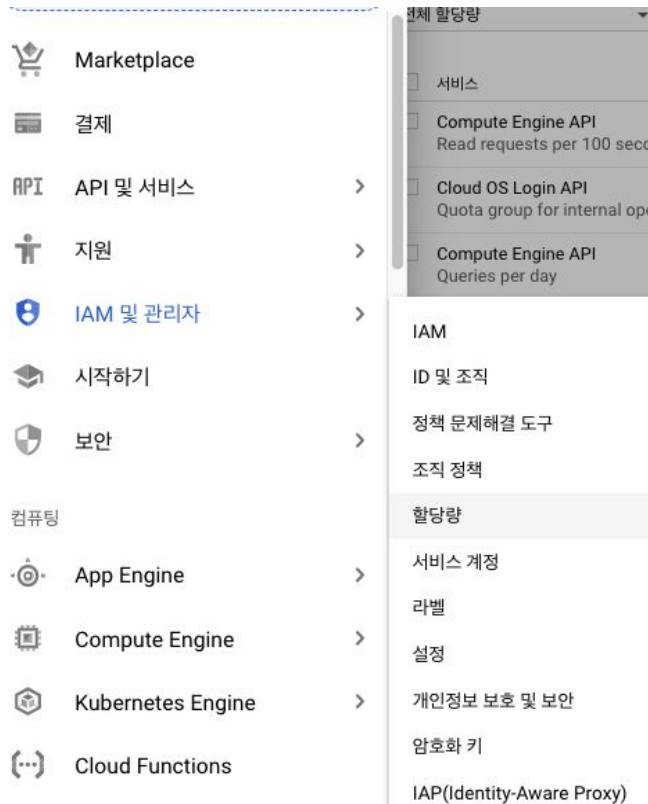 Marketplace
결제
API API 및 서비스
지원
IAM 및 관리자
시작하기
보안
컴퓨팅
App Engine
Compute Engine
Kubernetes Engine
Cloud Functions
전체 할당량
서비스
Compute Engine API
Read requests per 100 seco
Cloud OS Login API
Quota group for internal ope
Compute Engine API
Queries per day
IAM
ID 및 조직
정책 문제해결 도구
조직 정책
할당량
서비스 계정
라벨
설정
개인정보 보호 및 보안
암호화 키
IAP(Identity-Aware Proxy)